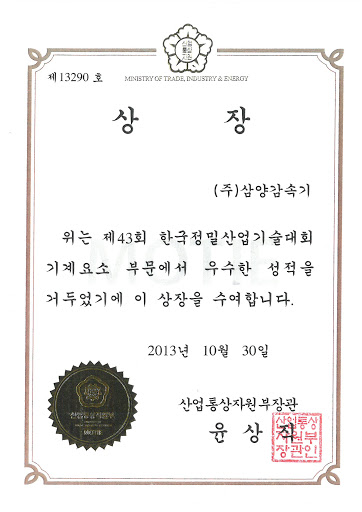 제13290 호
MINISTRY OF TRADE, INDUSTRY & ENERGY
상 장
(주)삼양감속기
위는 제43회 한국정밀산업기술대회
기계요소 부문에서 우수한 성적을
거두었기에 이 상장을 수여합니다.
2013년 10월 30일
산업통상자원부장관
윤 상 직
산업통상
자원부
장관인